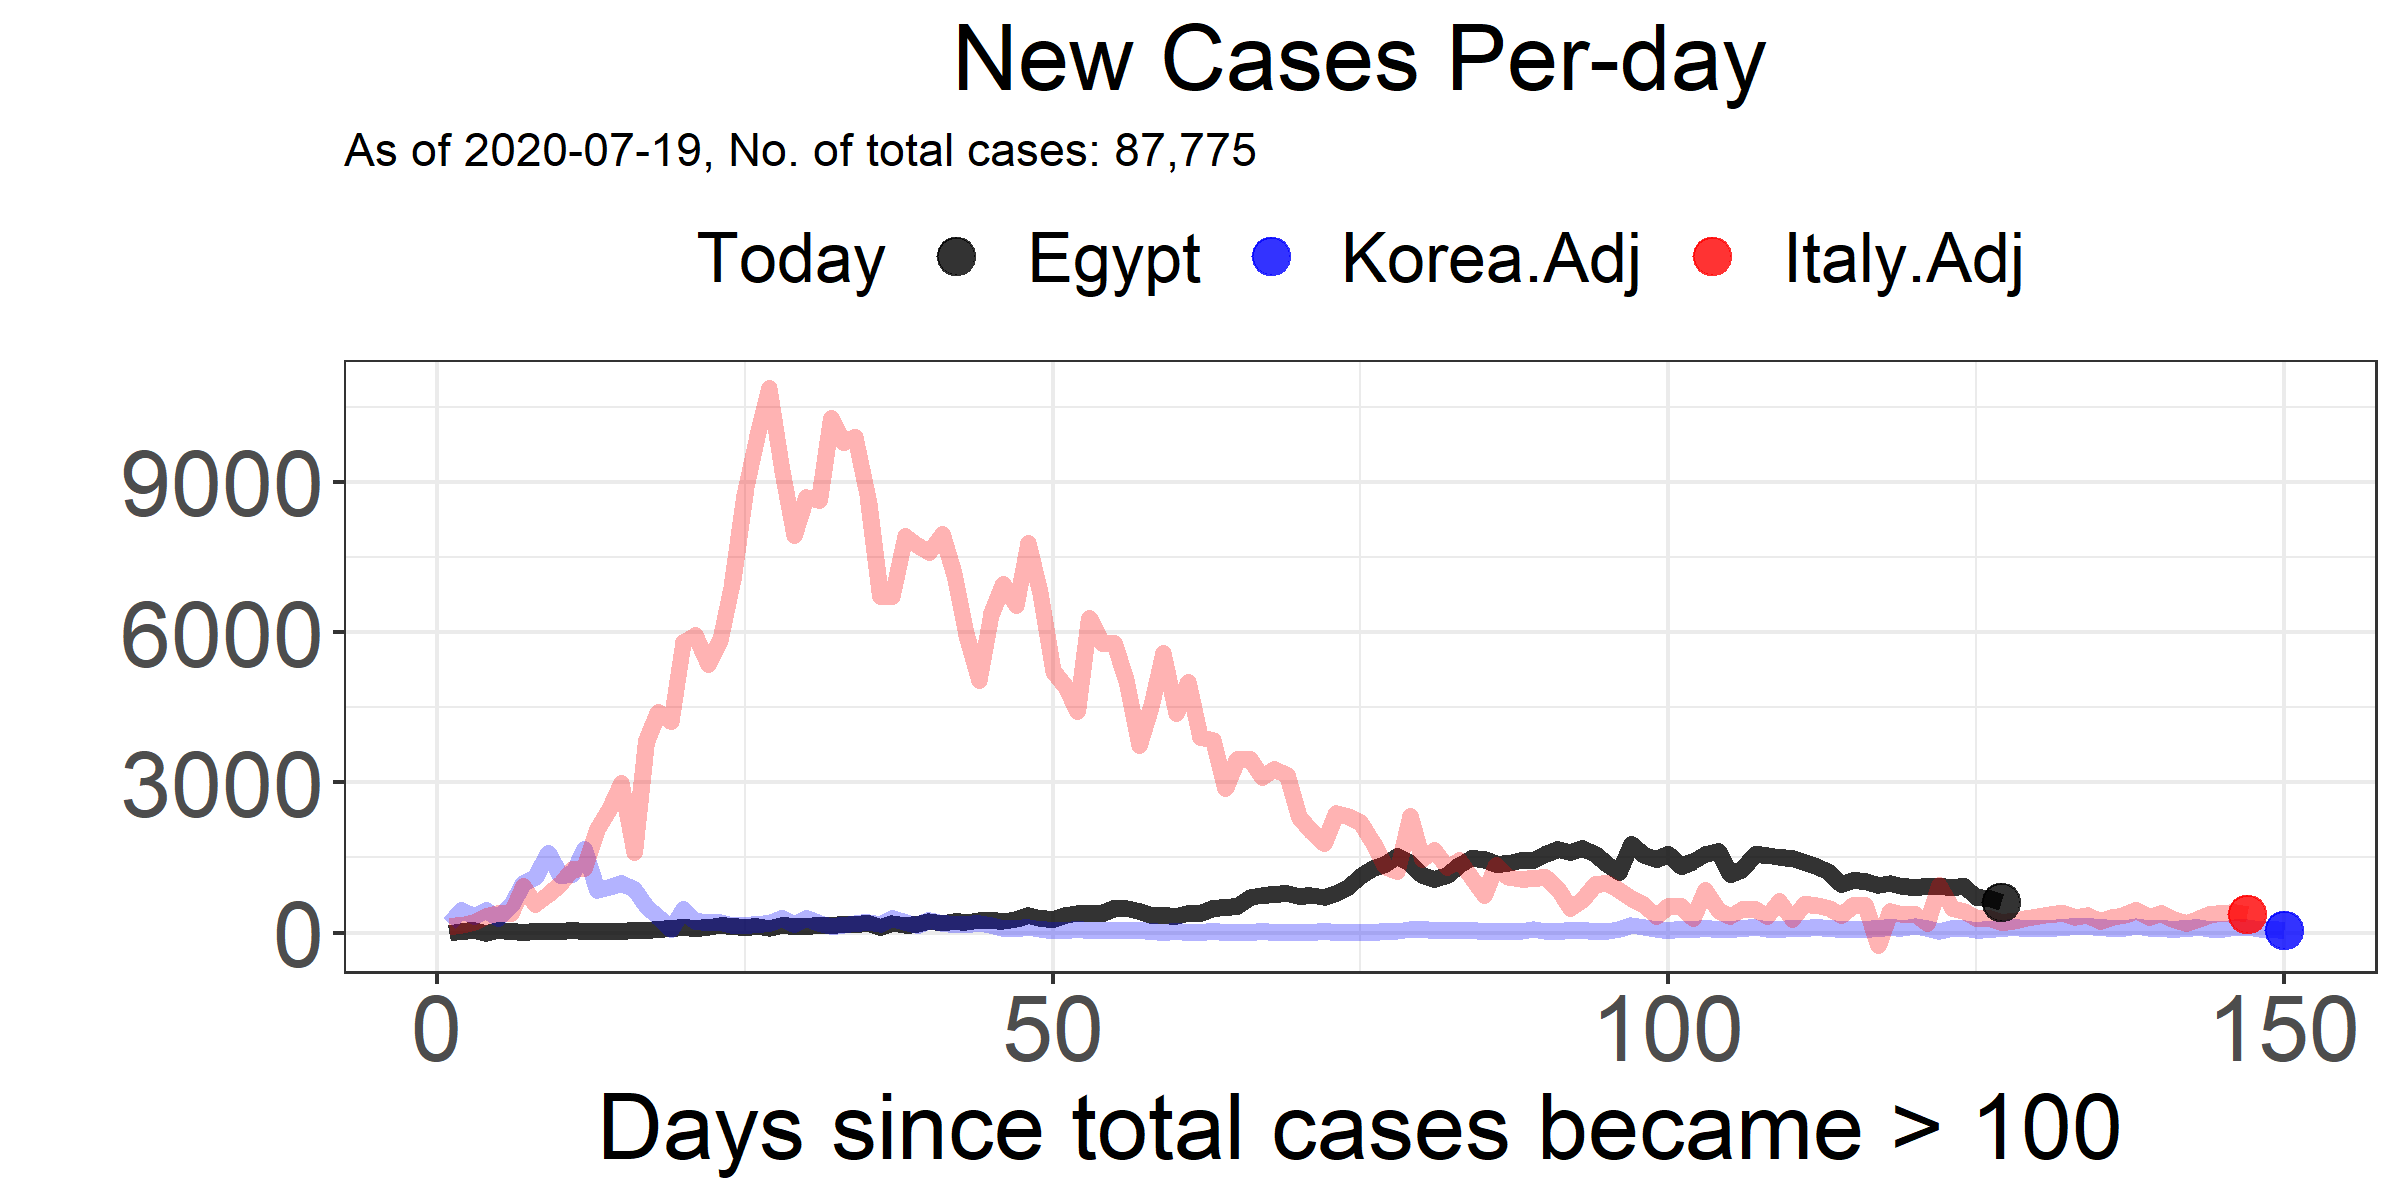 New Cases Per-day
As of 2020-07-19, No. of total cases: 87,775
Today Egypt Korea.Adj Italy.Adj
9000
6000
3000
0
0 50 100 150
Days since total cases became > 100